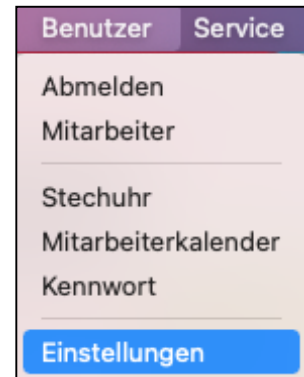 Benutzer Service
Abmelden
Mitarbeiter
Stechuhr
Mitarbeiterkalender
Kennwort
Einstellungen